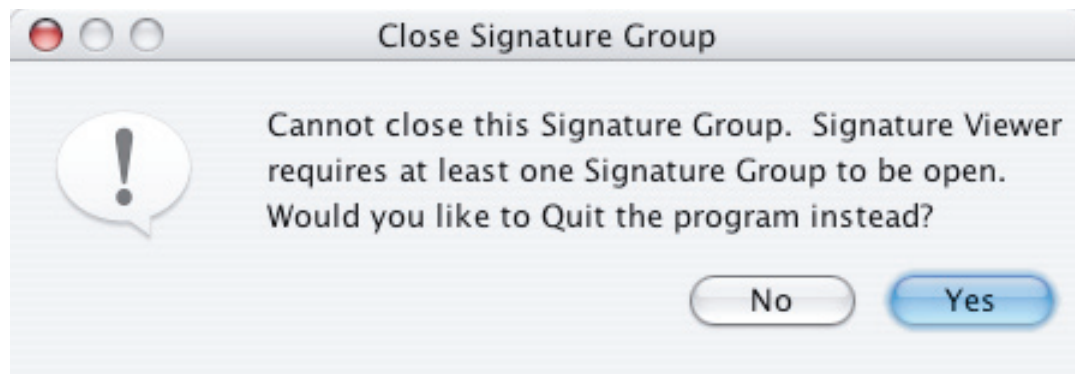 Close Signature Group
Cannot close this Signature Group.  Signature Viewer
requires at least one Signature Group to be open.
Would you like to Quit the program instead?
No
Yes